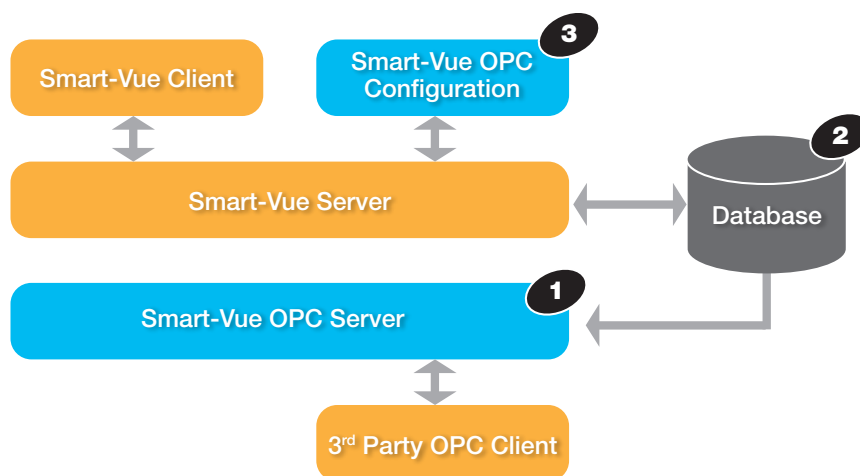 3
Smart-Vue Client
Smart-Vue OPC
Configuration
2
Smart-Vue Server
Database
1
Smart-Vue OPC Server
3rd Party OPC Client